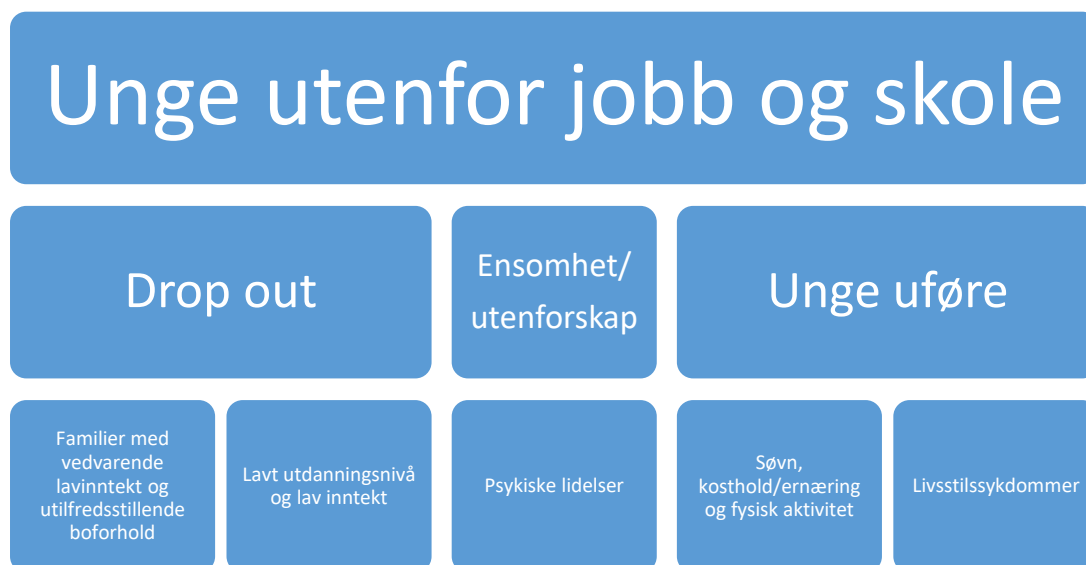 Unge utenfor jobb og skole
Drop out
Ensomhet/
utenforskap
Unge uføre
Familier med
vedvarende
lavinntekt og
utilfredsstillende
boforhold
Lavt utdanningsnivå
og lav inntekt
Psykiske lidelser
Søvn,
kosthold/ernæring
og fysisk aktivitet
Livsstilssykdommer